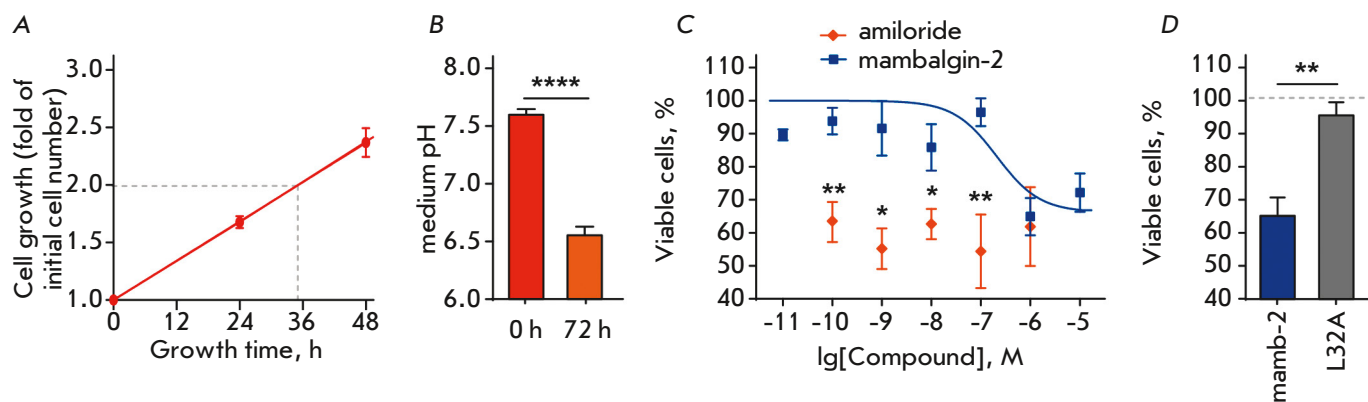 A
Cell growth (fold of
initial cell number)
2.5
2.0
1.5
1.0
0 12 24 36 48
Growth time, h
B
****
medium pH
8.0
7.5
7.0
6.5
6.0
0 h 72 h
C
amiloride
mambalgin-2
Viable cells, %
110
100
90
80
70
60
50
40
** * * **
-11 -10 -9 -8 -7 -6 -5
lg[Compound], M
D
**
Viable cells, %
110
100
90
80
70
60
50
40
mamb-2
L32A